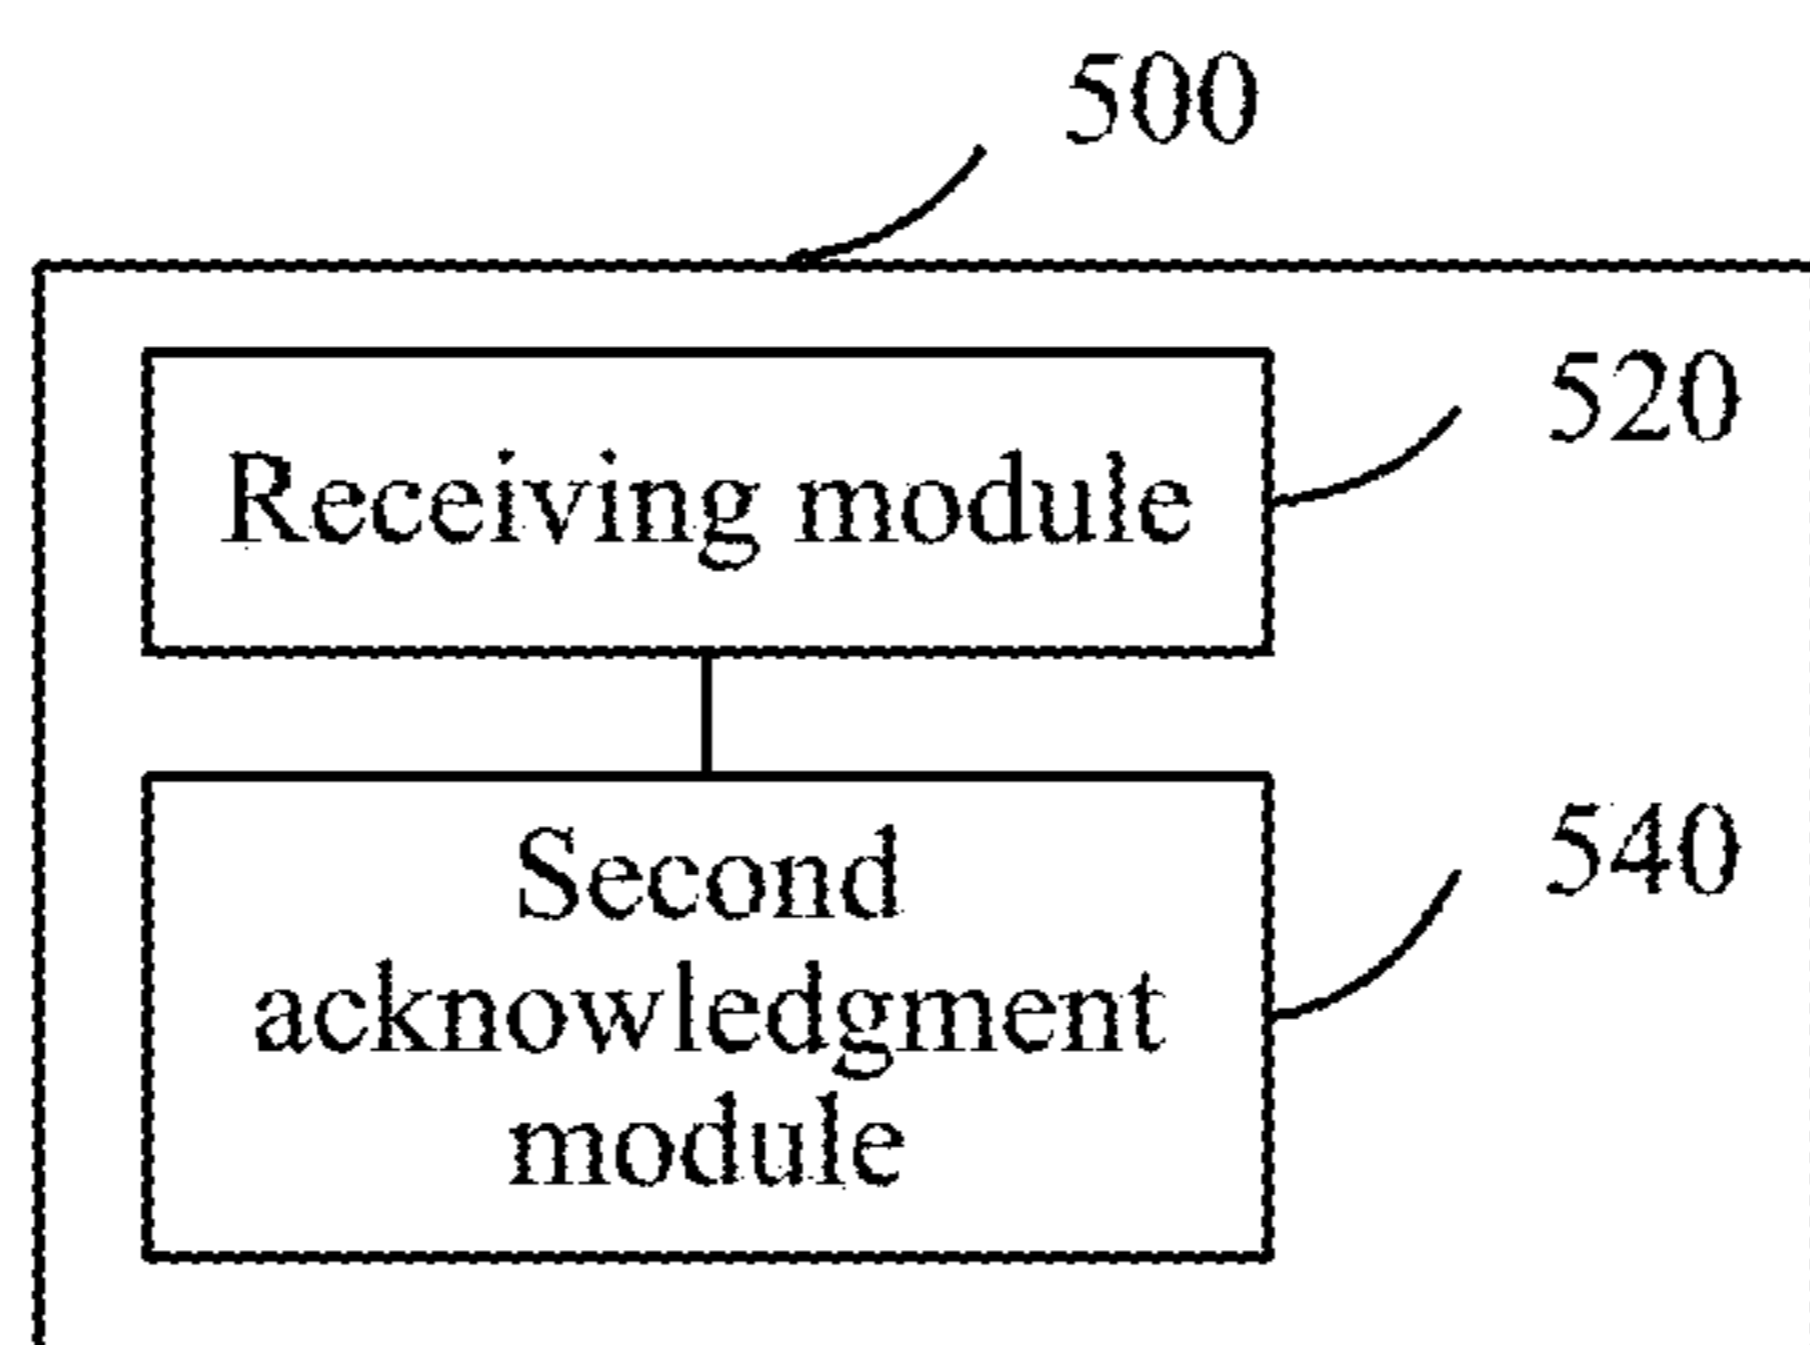 500
520
Receiving module
540
Second
acknowledgment
module